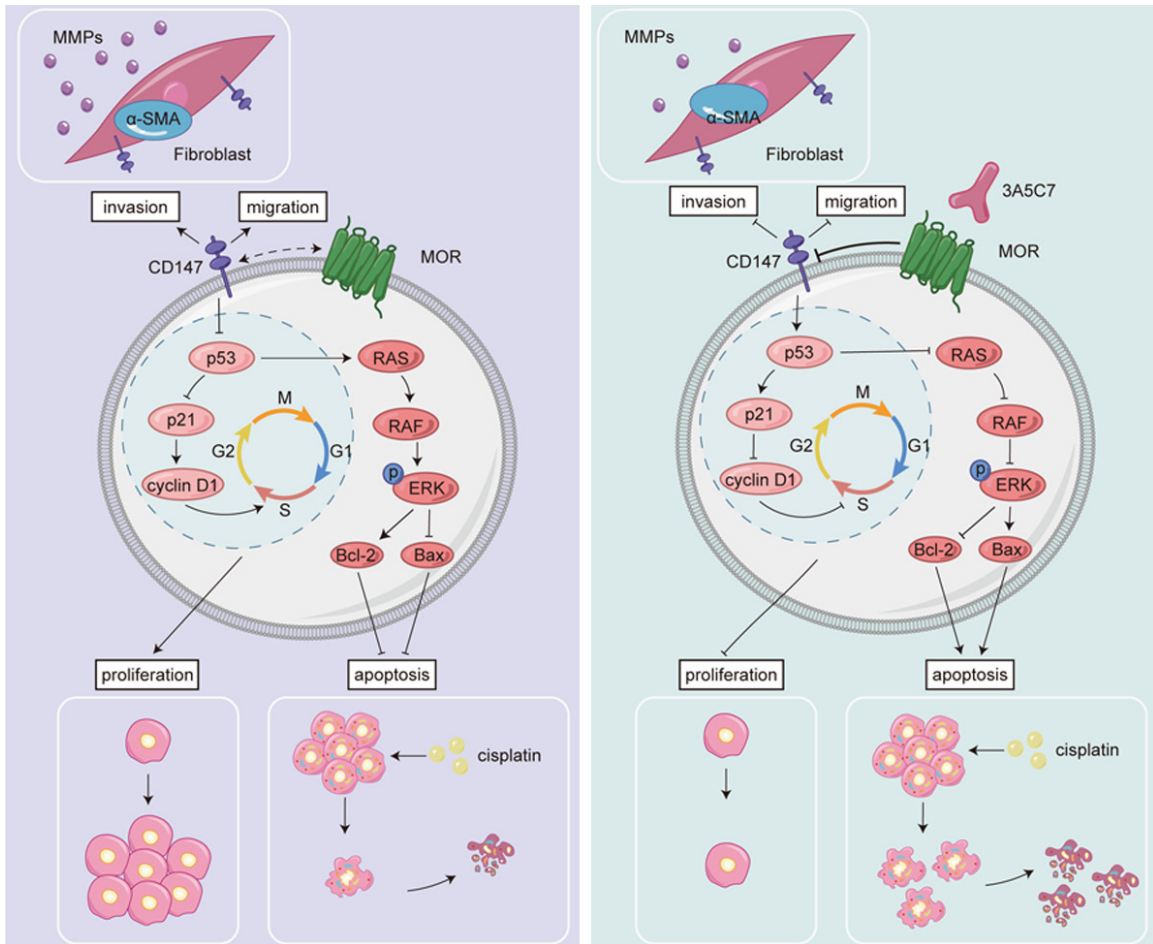 MMPs
α-SMA
Fibroblast
invasion
migration
CD147
MOR
p53
RAS
p21
M
RAF
G2
G1
p
cyclin D1
ERK
S
Bcl-2
Bax
proliferation
apoptosis
cisplatin
MMPs
α-SMA
Fibroblast
3A5C7
invasion
migration
CD147
MOR
p53
RAS
p21
M
RAF
G2
G1
p
cyclin D1
ERK
S
Bcl-2
Bax
proliferation
apoptosis
cisplatin